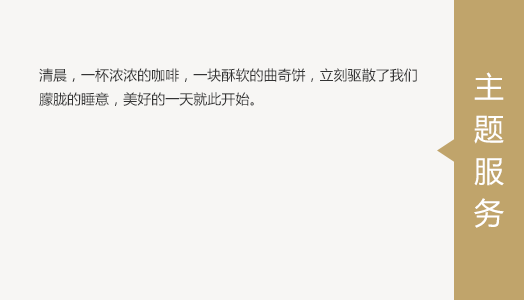 清晨，一杯浓浓的咖啡，一块酥软的曲奇饼，立刻驱散了我们
朦胧的睡意，美好的一天就此开始。
主题服务